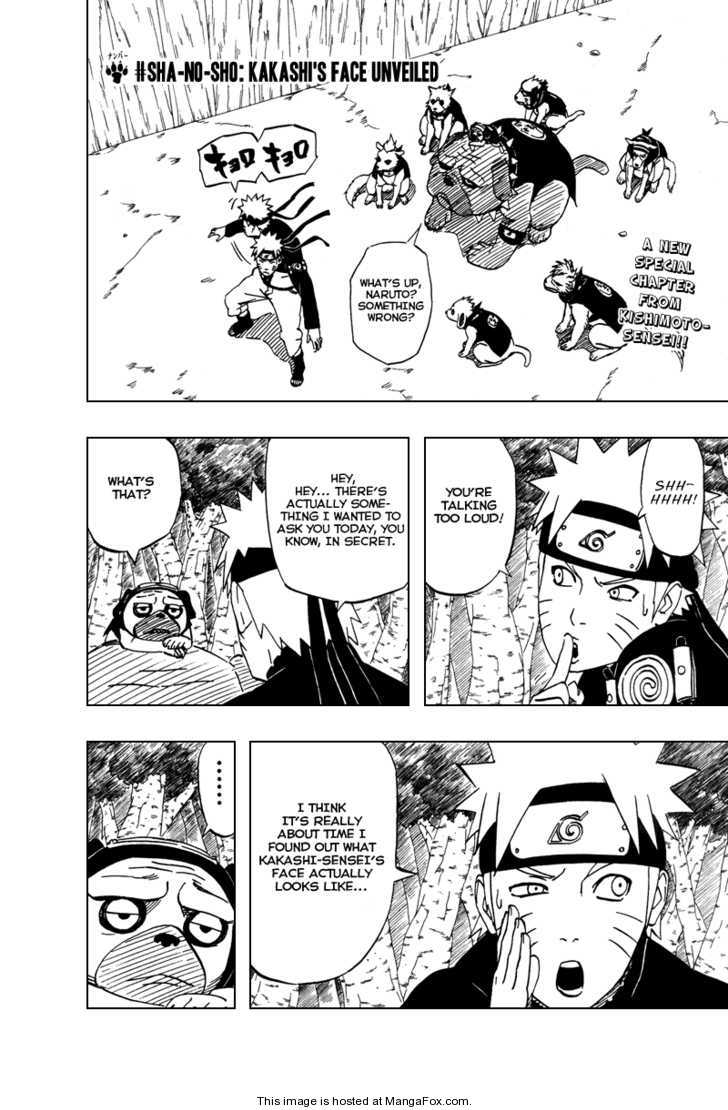 ナンバー
#SHA-NO-SHO: KAKASHI'S FACE UNVEILED
キョロ キョロ
A NEW
SPECIAL
CHAPTER
FROM
KISHIMOTO-
SENSEI!!
WHAT'S UP,
NARUTO?
SOMETHING
WRONG?
SHH-
HHHH!
YOU'RE
TALKING
TOO LOUD!
HEY,
HEY... THERE'S
ACTUALLY SOME-
THING I WANTED TO
ASK YOU TODAY, YOU
KNOW, IN SECRET.
WHAT'S
THAT?
I THINK
IT'S REALLY
ABOUT TIME I
FOUND OUT WHAT
KAKASHI-SENSEI'S
FACE ACTUALLY
LOOKS LIKE...
......
This image is hosted at MangaFox.com.